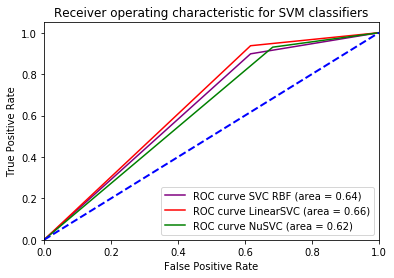 Receiver operating characteristic for SVM classifiers
True Positive Rate
1.0
0.8
0.6
0.4
0.2
0.0
ROC curve SVC RBF (area = 0.64)
ROC curve LinearSVC (area = 0.66)
ROC curve NuSVC (area = 0.62)
0.0 0.2 0.4 0.6 0.8 1.0
False Positive Rate